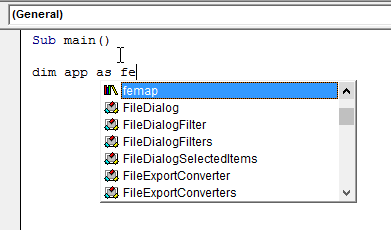 (General)
Sub main()
dim app as fe
femap
FileDialog
FileDialogFilter
FileDialogFilters
FileDialogSelectedItems
FileExportConverter
FileExportConverters